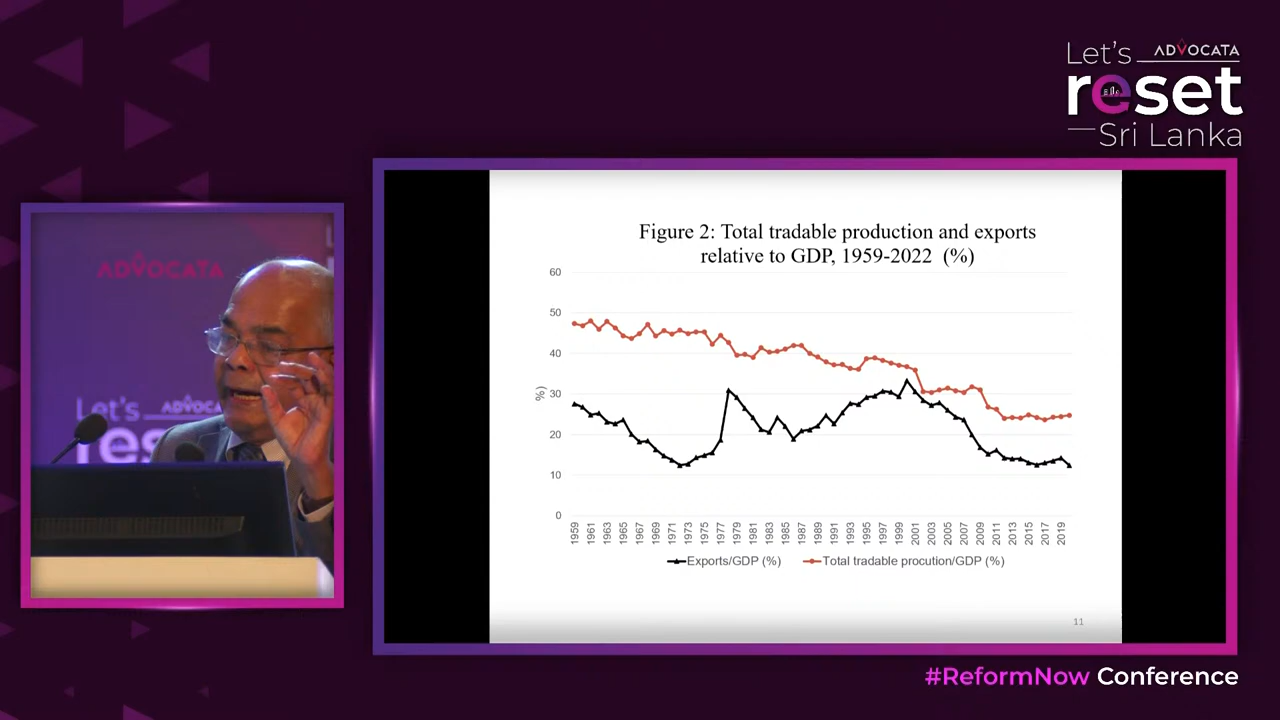 Let's ADVOCATA
reset
Sri Lanka
ADVOCATA
Let's ADVOCA
res
Figure 2: Total tradable production and exports
relative to GDP, 1959-2022 (%)
%)
60
50
40
30
20
10
0
1959 1961 1963 1965 1967 1969 1971 1973 1975 1977 1979 1981 1983 1985 1987 1989 1991 1993 1995 1997 1999 2001 2003 2005 2007 2009 2011 2013 2015 2017 2019
Exports/GDP (%) Total tradable procution/GDP (%)
11
#ReformNow Conference